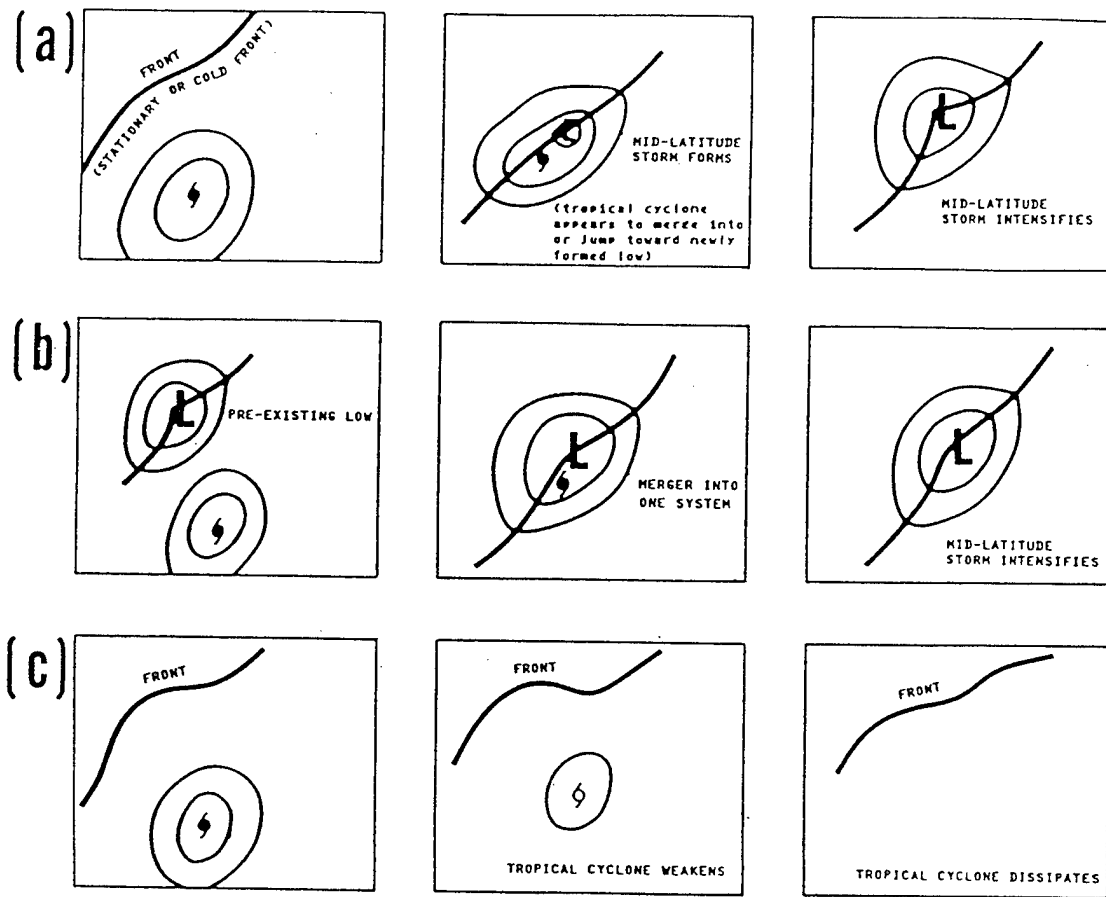 (a)
FRONT
(STATIONARY OR COLD FRONT)
L
MID-LATITUDE
STORM FORMS
(tropical cyclone
appears to merge into
or jump toward newly
formed low)
L
MID-LATITUDE
STORM INTENSIFIES
(b)
L
PRE-EXISTING LOW
L
MERGER INTO
ONE SYSTEM
L
MID-LATITUDE
STORM INTENSIFIES
(c)
FRONT
FRONT
TROPICAL CYCLONE WEAKENS
FRONT
TROPICAL CYCLONE DISSIPATES